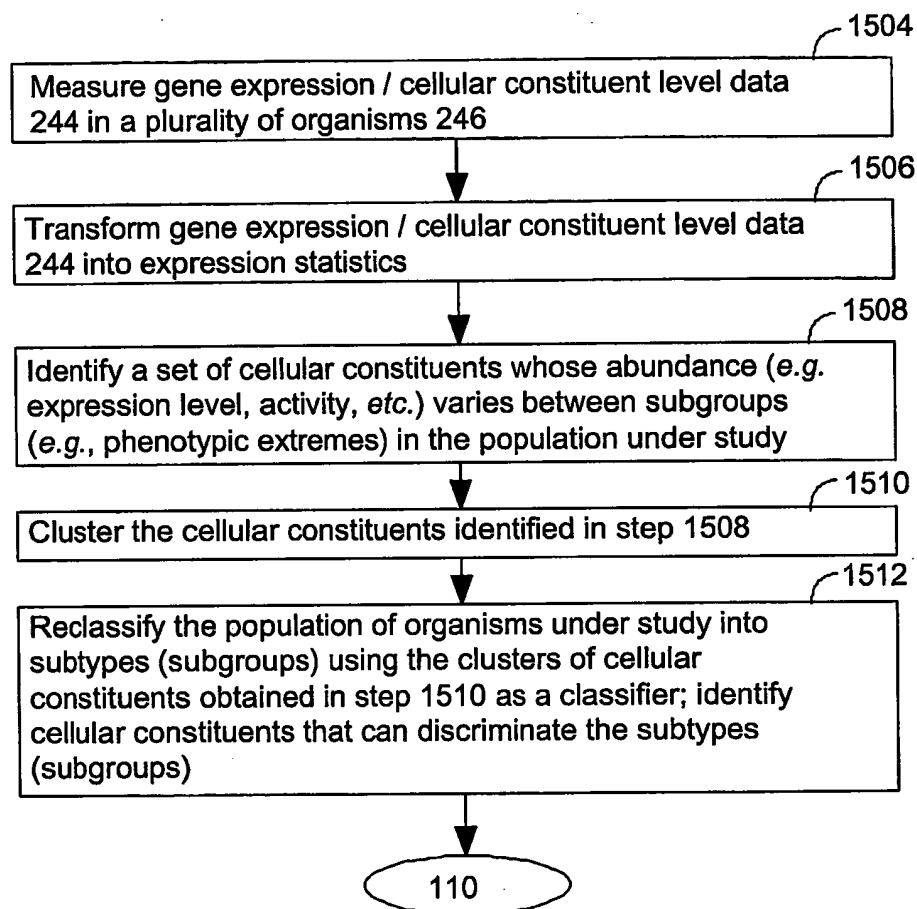 1504
Measure gene expression / cellular constituent level data
244 in a plurality of organisms 246
1506
Transform gene expression / cellular constituent level data
244 into expression statistics
1508
Identify a set of cellular constituents whose abundance (e.g.
expression level, activity, etc.) varies between subgroups
(e.g., phenotypic extremes) in the population under study
1510
Cluster the cellular constituents identified in step 1508
1512
Reclassify the population of organisms under study into
subtypes (subgroups) using the clusters of cellular
constituents obtained in step 1510 as a classifier; identify
cellular constituents that can discriminate the subtypes
(subgroups)
110